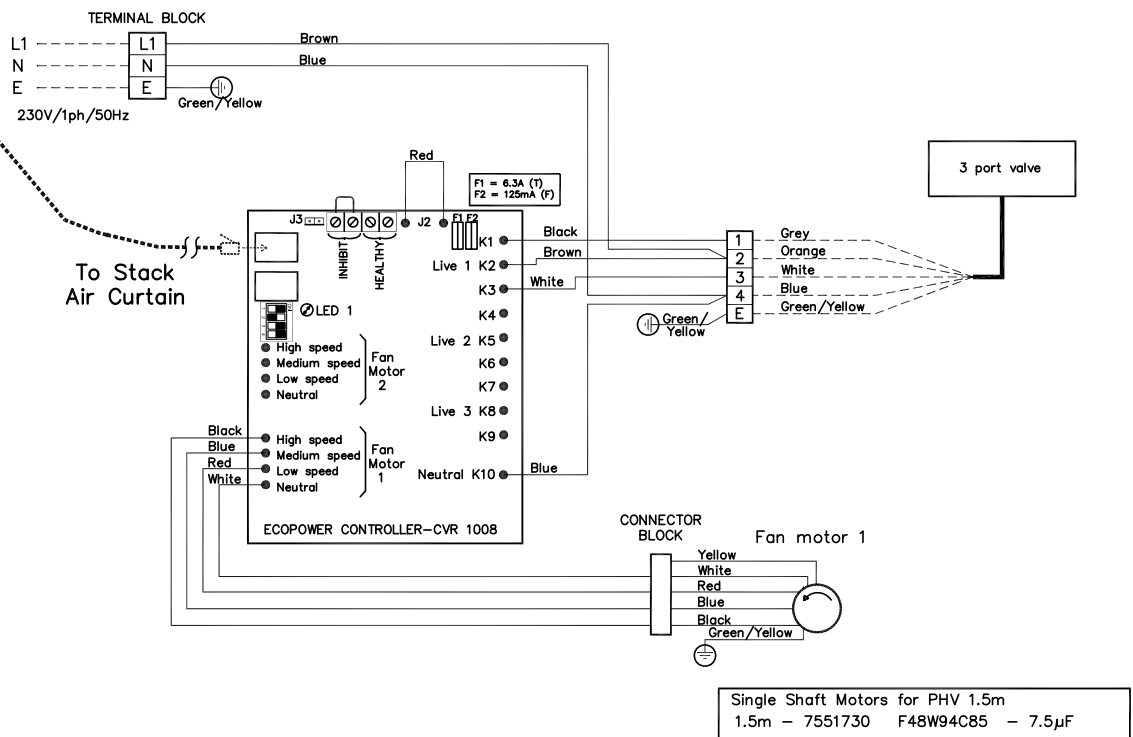 TERMINAL BLOCK
L1 L1 Brown
N N Blue
E E Green/Yellow
230V/1ph/50Hz
Red
F1 = 6.3A (T)
F2 = 125mA (F)
3 port valve
J3 J2 F1 F2
INHIBIT
HEALTHY
To Stack
Air Curtain
LED 1
K1 Black
Live 1 K2 Brown
K3 White
K4
Live 2 K5
K6
K7
Live 3 K8
K9
Neutral K10 Blue
1 Grey
2 Orange
3 White
4 Blue
E Green/Yellow
Green/
Yellow
High speed
Medium speed
Low speed
Neutral
Fan
Motor
2
Black High speed
Blue Medium speed
Red Low speed
White Neutral
Fan
Motor
1
ECOPOWER CONTROLLER-CVR 1008
CONNECTOR
BLOCK
Fan motor 1
Yellow
White
Red
Blue
Black
Green/Yellow
Single Shaft Motors for PHV 1.5m
1.5m - 7551730 F48W94C85 - 7.5µF